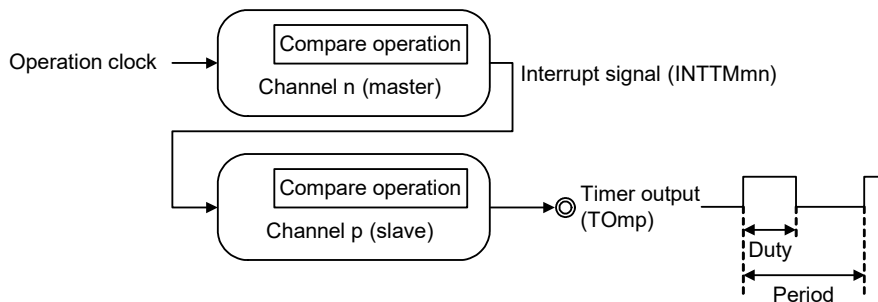 Compare operation
Operation clock
Channel n (master)
Interrupt signal (INTTMmn)
Compare operation
Channel p (slave)
Timer output
(TOmp)
Duty
Period